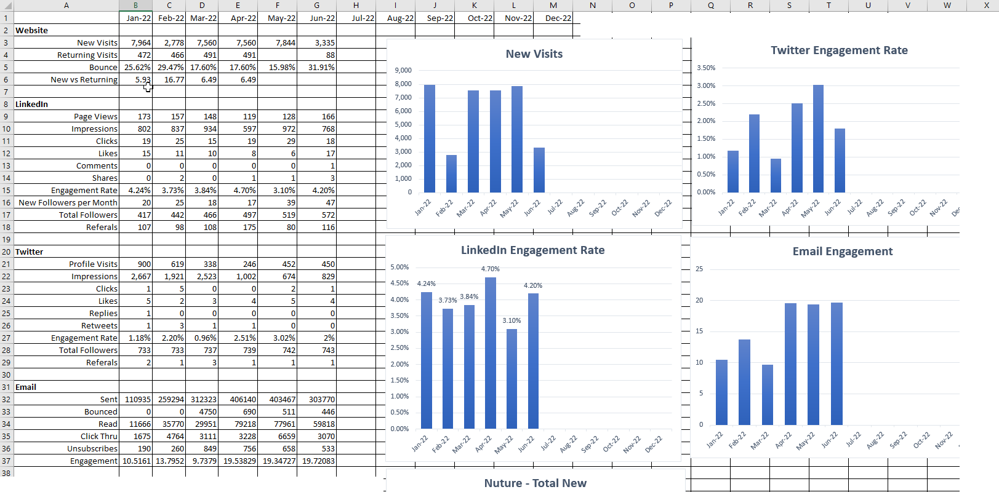 A B C D E F G H I J K L M N O P Q R S T U V W X
1 Jan-22 Feb-22 Mar-22 Apr-22 May-22 Jun-22 Jul-22 Aug-22 Sep-22 Oct-22 Nov-22 Dec-22
2 Website
3 New Visits 7,964 2,778 7,560 7,560 7,844 3,335
4 Returning Visits 472 466 491 491 88
5 Bounce 25.62% 29.47% 17.60% 17.60% 15.98% 31.91%
6 New vs Returning 5.93 16.77 6.49 6.49
7
8 LinkedIn
9 Page Views 173 157 148 119 128 166
10 Impressions 802 837 934 597 972 768
11 Clicks 19 25 15 19 29 18
12 Likes 15 11 10 8 6 17
13 Comments 0 0 0 0 0 1
14 Shares 0 2 0 1 1 3
15 Engagement Rate 4.24% 3.73% 3.84% 4.70% 3.10% 4.20%
16 New Followers per Month 20 25 18 17 39 47
17 Total Followers 417 442 466 497 519 572
18 Referals 107 98 108 175 80 116
19
20 Twitter
21 Profile Visits 900 619 338 246 452 450
22 Impressions 2,667 1,921 2,523 1,002 674 829
23 Clicks 1 5 0 0 2 1
24 Likes 5 2 3 4 5 4
25 Replies 1 0 0 0 0 0
26 Retweets 1 3 1 1 0 0
27 Engagement Rate 1.18% 2.20% 0.96% 2.51% 3.02% 2%
28 Total Followers 733 733 737 739 742 743
29 Referals 2 1 3 1 1 1
30
31 Email
32 Sent 110935 259294 312323 406140 403467 303770
33 Bounced 0 0 4750 690 511 446
34 Read 11666 35770 29951 79218 77961 59818
35 Click Thru 1675 4764 3111 3228 6659 3070
36 Unsubscribes 190 260 849 756 658 533
37 Engagement 10.5161 13.7952 9.7379 19.53829 19.34727 19.72083
38
New Visits
9,000
8,000
7,000
6,000
5,000
4,000
3,000
2,000
1,000
0
Jan-22 Feb-22 Mar-22 Apr-22 May-22 Jun-22 Jul-22 Aug-22 Sep-22 Oct-22 Nov-22 Dec-22
Twitter Engagement Rate
3.50%
3.00%
2.50%
2.00%
1.50%
1.00%
0.50%
0.00%
Jan-22 Feb-22 Mar-22 Apr-22 May-22 Jun-22 Jul-22 Aug-22 Sep-22 Oct-22 Nov-22 De
LinkedIn Engagement Rate
5.00%
4.50%
4.00%
3.50%
3.00%
2.50%
2.00%
1.50%
1.00%
0.50%
0.00%
4.24% 3.73% 3.84% 4.70% 3.10% 4.20%
Jan-22 Feb-22 Mar-22 Apr-22 May-22 Jun-22 Jul-22 Aug-22 Sep-22 Oct-22 Nov-22 Dec-22
Email Engagement
25
20
15
10
5
0
Jan-22 Feb-22 Mar-22 Apr-22 May-22 Jun-22 Jul-22 Aug-22 Sep-22 Oct-22 Nov-22
Nuture - Total New